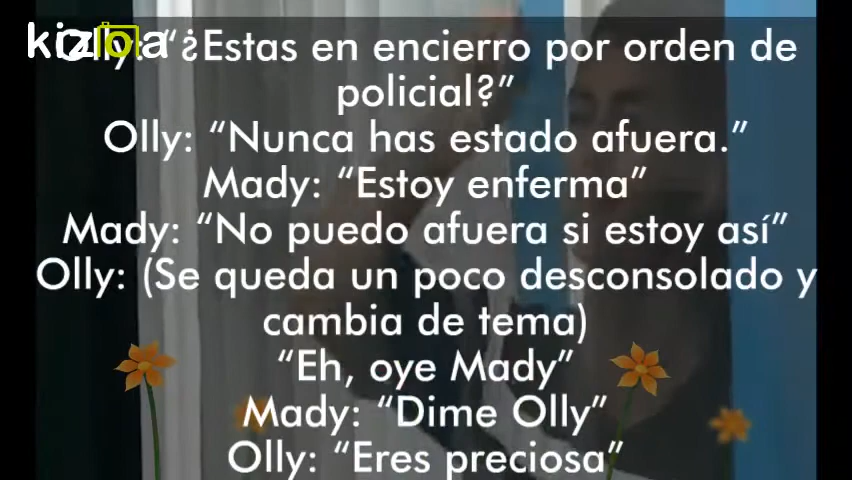 kizoa
Olly: “¿Estas en encierro por orden de
policial?”
Olly: “Nunca has estado afuera.”
Mady: “Estoy enferma”
Mady: “No puedo afuera si estoy así”
Olly: (Se queda un poco desconsolado y
cambia de tema)
“Eh, oye Mady”
Mady: “Dime Olly”
Olly: “Eres preciosa”